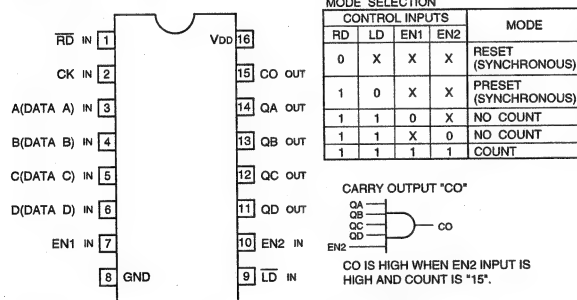 RD IN 1
CK IN 2
A(DATA A) IN 3
B(DATA B) IN 4
C(DATA C) IN 5
D(DATA D) IN 6
EN1 IN 7
8 GND
VDD 16
15 CO OUT
14 QA OUT
13 QB OUT
12 QC OUT
11 QD OUT
10 EN2 IN
9 LD IN
MODE SELECTION
CONTROL INPUTS MODE
RD LD EN1 EN2
0 X X X RESET (SYNCHRONOUS)
1 0 X X PRESET (SYNCHRONOUS)
1 1 0 X NO COUNT
1 1 X 0 NO COUNT
1 1 1 1 COUNT
CARRY OUTPUT "CO"
QA
QB
QC
QD
EN2
CO
CO IS HIGH WHEN EN2 INPUT IS
HIGH AND COUNT IS "15".